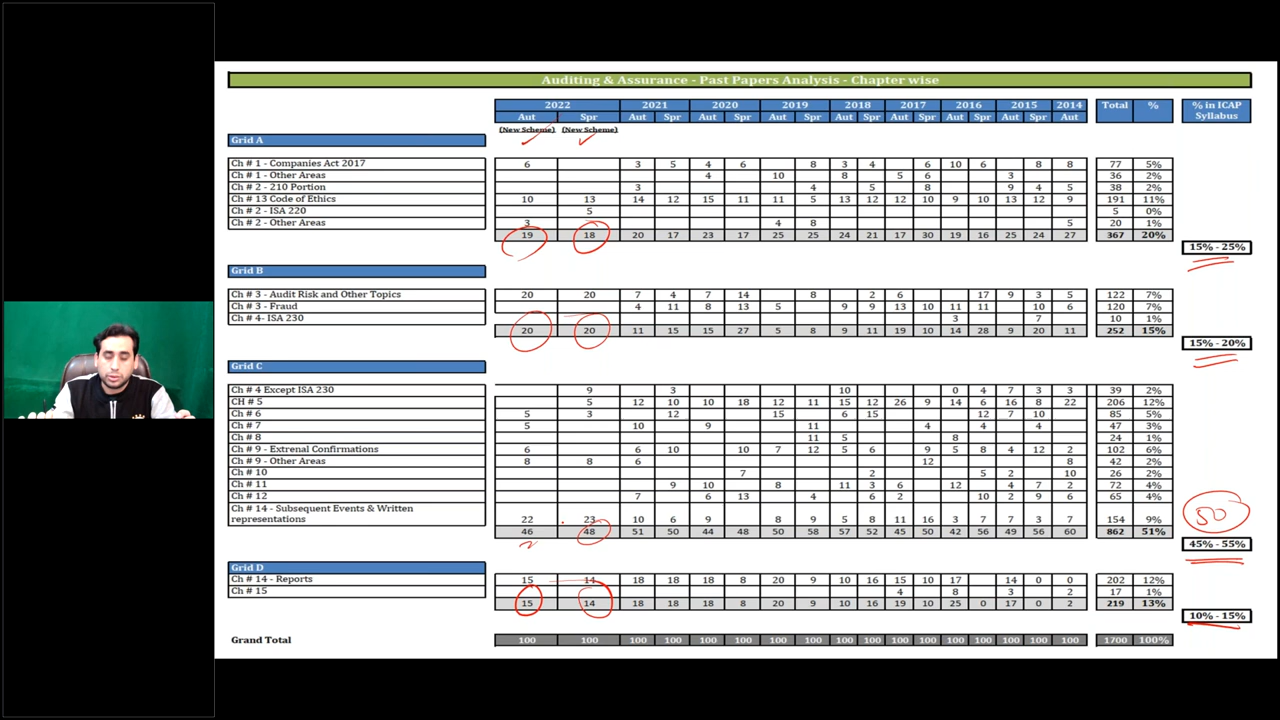 Auditing & Assurance - Past Papers Analysis - Chapter wise
2022 2021 2020 2019 2018 2017 2016 2015 2014 Total % % in ICAP Syllabus
Aut Spr Aut Spr Aut Spr Aut Spr Aut Spr Aut Spr Aut Spr Aut Spr Aut
(New Scheme) (New Scheme)
Grid A
Ch # 1 - Companies Act 2017 6 3 5 4 6 8 3 4 6 10 6 8 8 77 5%
Ch # 1 - Other Areas 4 10 8 5 6 3 36 2%
Ch # 2 - 210 Portion 3 4 5 8 9 4 5 38 2%
Ch # 13 Code of Ethics 10 13 14 12 15 11 11 5 13 12 12 10 9 10 13 12 9 191 11%
Ch # 2 - ISA 220 5 5 0%
Ch # 2 - Other Areas 3 4 8 5 20 1%
19 18 20 17 23 17 25 25 24 21 17 30 19 16 25 24 27 367 20%
15% - 25%
Grid B
Ch # 3 - Audit Risk and Other Topics 20 20 7 4 7 14 8 2 6 17 9 3 5 122 7%
Ch # 3 - Fraud 4 11 8 13 5 9 9 13 10 11 11 10 6 120 7%
Ch # 4- ISA 230 3 7 10 1%
20 20 11 15 15 27 5 8 9 11 19 10 14 28 9 20 11 252 15%
15% - 20%
Grid C
Ch # 4 Except ISA 230 9 3 10 0 4 7 3 3 39 2%
CH # 5 5 12 10 10 18 12 11 15 12 26 9 14 6 16 8 22 206 12%
Ch # 6 5 3 12 15 6 15 12 7 10 85 5%
Ch # 7 5 10 9 11 4 4 4 47 3%
Ch # 8 11 5 8 24 1%
Ch # 9 - Extrenal Confirmations 6 6 10 10 7 12 5 6 9 5 8 4 12 2 102 6%
Ch # 9 - Other Areas 8 8 6 12 8 42 2%
Ch # 10 7 2 5 2 10 26 2%
Ch # 11 9 10 8 11 3 6 12 4 7 2 72 4%
Ch # 12 7 6 13 4 6 2 10 2 9 6 65 4%
Ch # 14 - Subsequent Events & Written
representations 22 23 10 6 9 8 9 5 8 11 16 3 7 7 3 7 154 9%
50
46 48 51 50 44 48 50 58 57 52 45 50 42 56 49 56 60 862 51%
45% - 55%
Grid D
Ch # 14 - Reports 15 14 18 18 18 8 20 9 10 16 15 10 17 14 0 0 202 12%
Ch # 15 4 8 3 2 17 1%
15 14 18 18 18 8 20 9 10 16 19 10 25 0 17 0 2 219 13%
10% - 15%
Grand Total 100 100 100 100 100 100 100 100 100 100 100 100 100 100 100 100 100 1700 100%